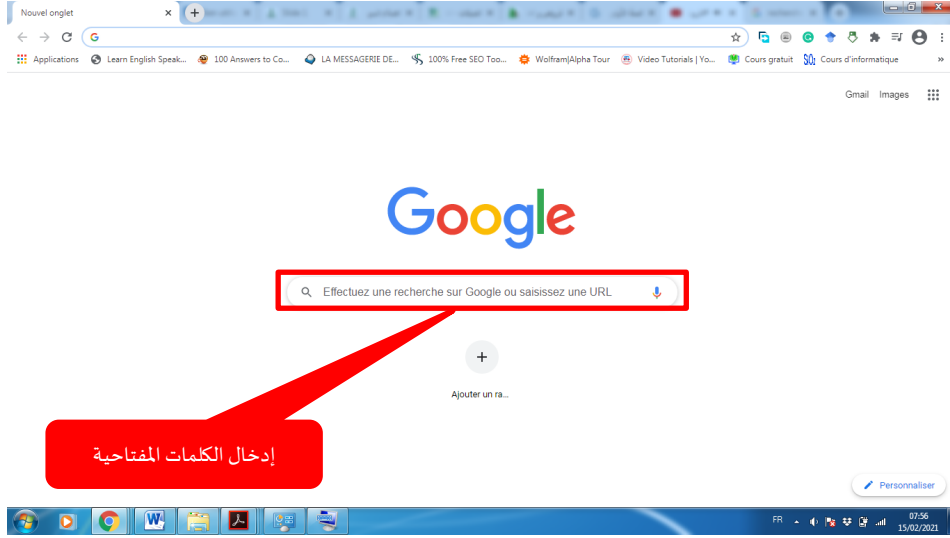 Nouvel onglet
Applications
Learn English Speak...
100 Answers to Co...
LA MESSAGERIE DE...
100% Free SEO Too...
Wolfram|Alpha Tour
Video Tutorials | Yo...
Cours gratuit
Cours d'informatique
Gmail Images
Google
Effectuez une recherche sur Google ou saisissez une URL
Ajouter un ra...
إدخال الكلمات المفتاحية
Personnaliser
FR
07:56
15/02/2021